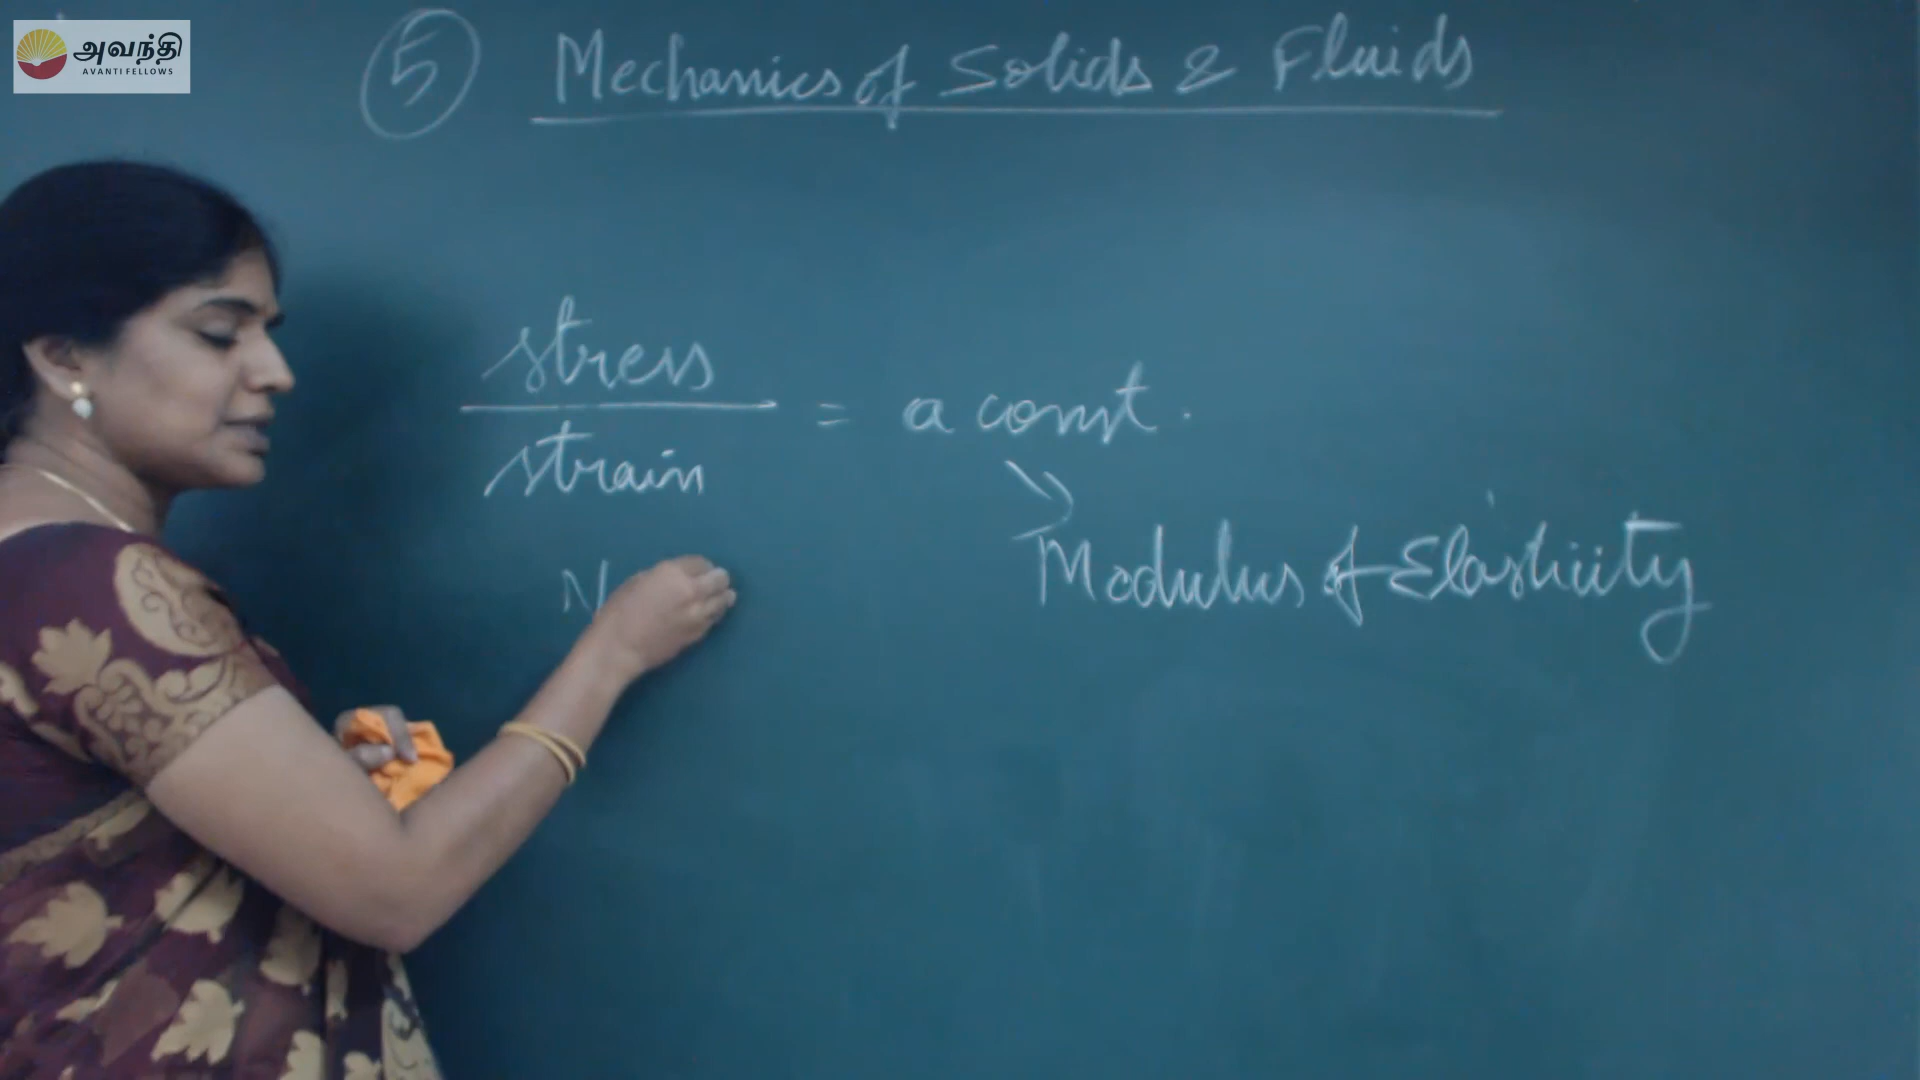 அவந்தி
AVANTI FELLOWS
5 Mechanics of Solids & Fluids
stress
strain
= a const.
Modulus of Elasticity
N